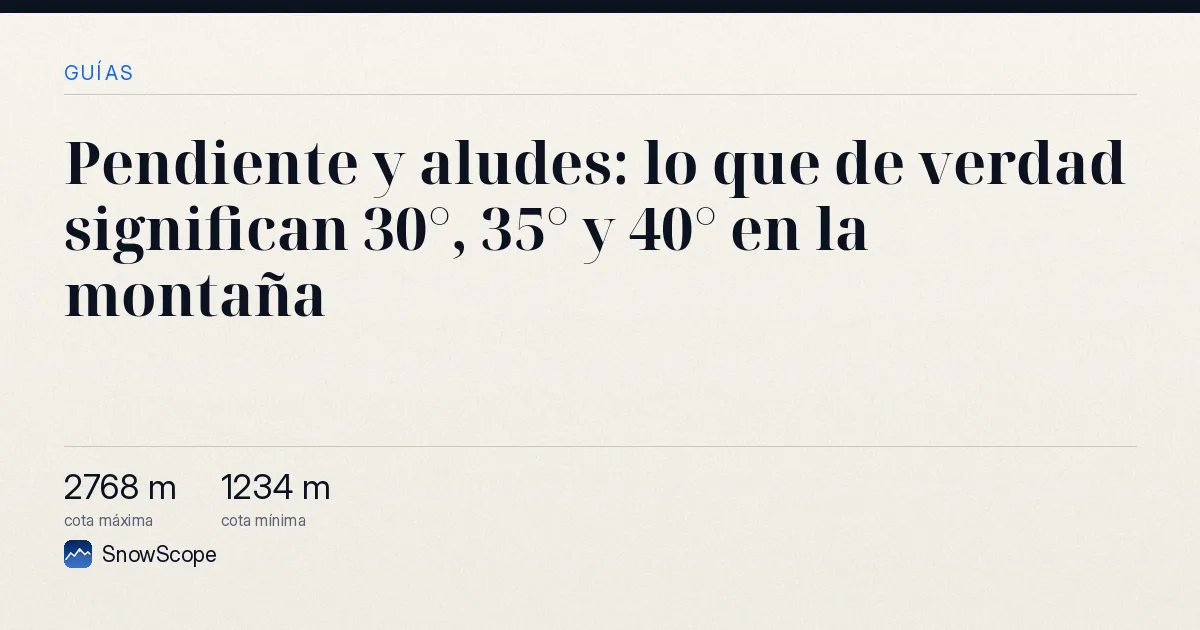 GUÍAS
Pendiente y aludes: lo que de verdad
significan 30°, 35° y 40° en la
montaña
2768 m 1234 m
cota máxima cota mínima
SnowScope